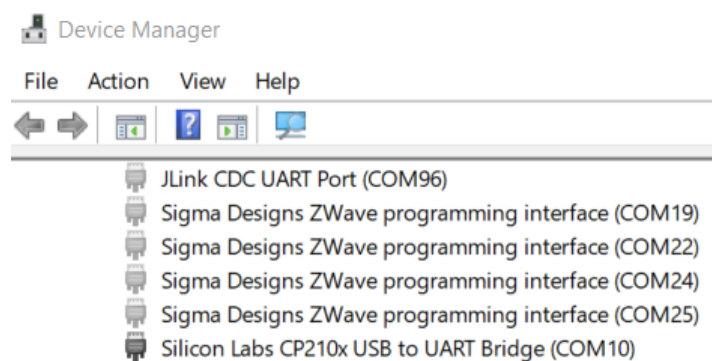 Device Manager
File Action View Help
JLink CDC UART Port (COM96)
Sigma Designs ZWave programming interface (COM19)
Sigma Designs ZWave programming interface (COM22)
Sigma Designs ZWave programming interface (COM24)
Sigma Designs ZWave programming interface (COM25)
Silicon Labs CP210x USB to UART Bridge (COM10)